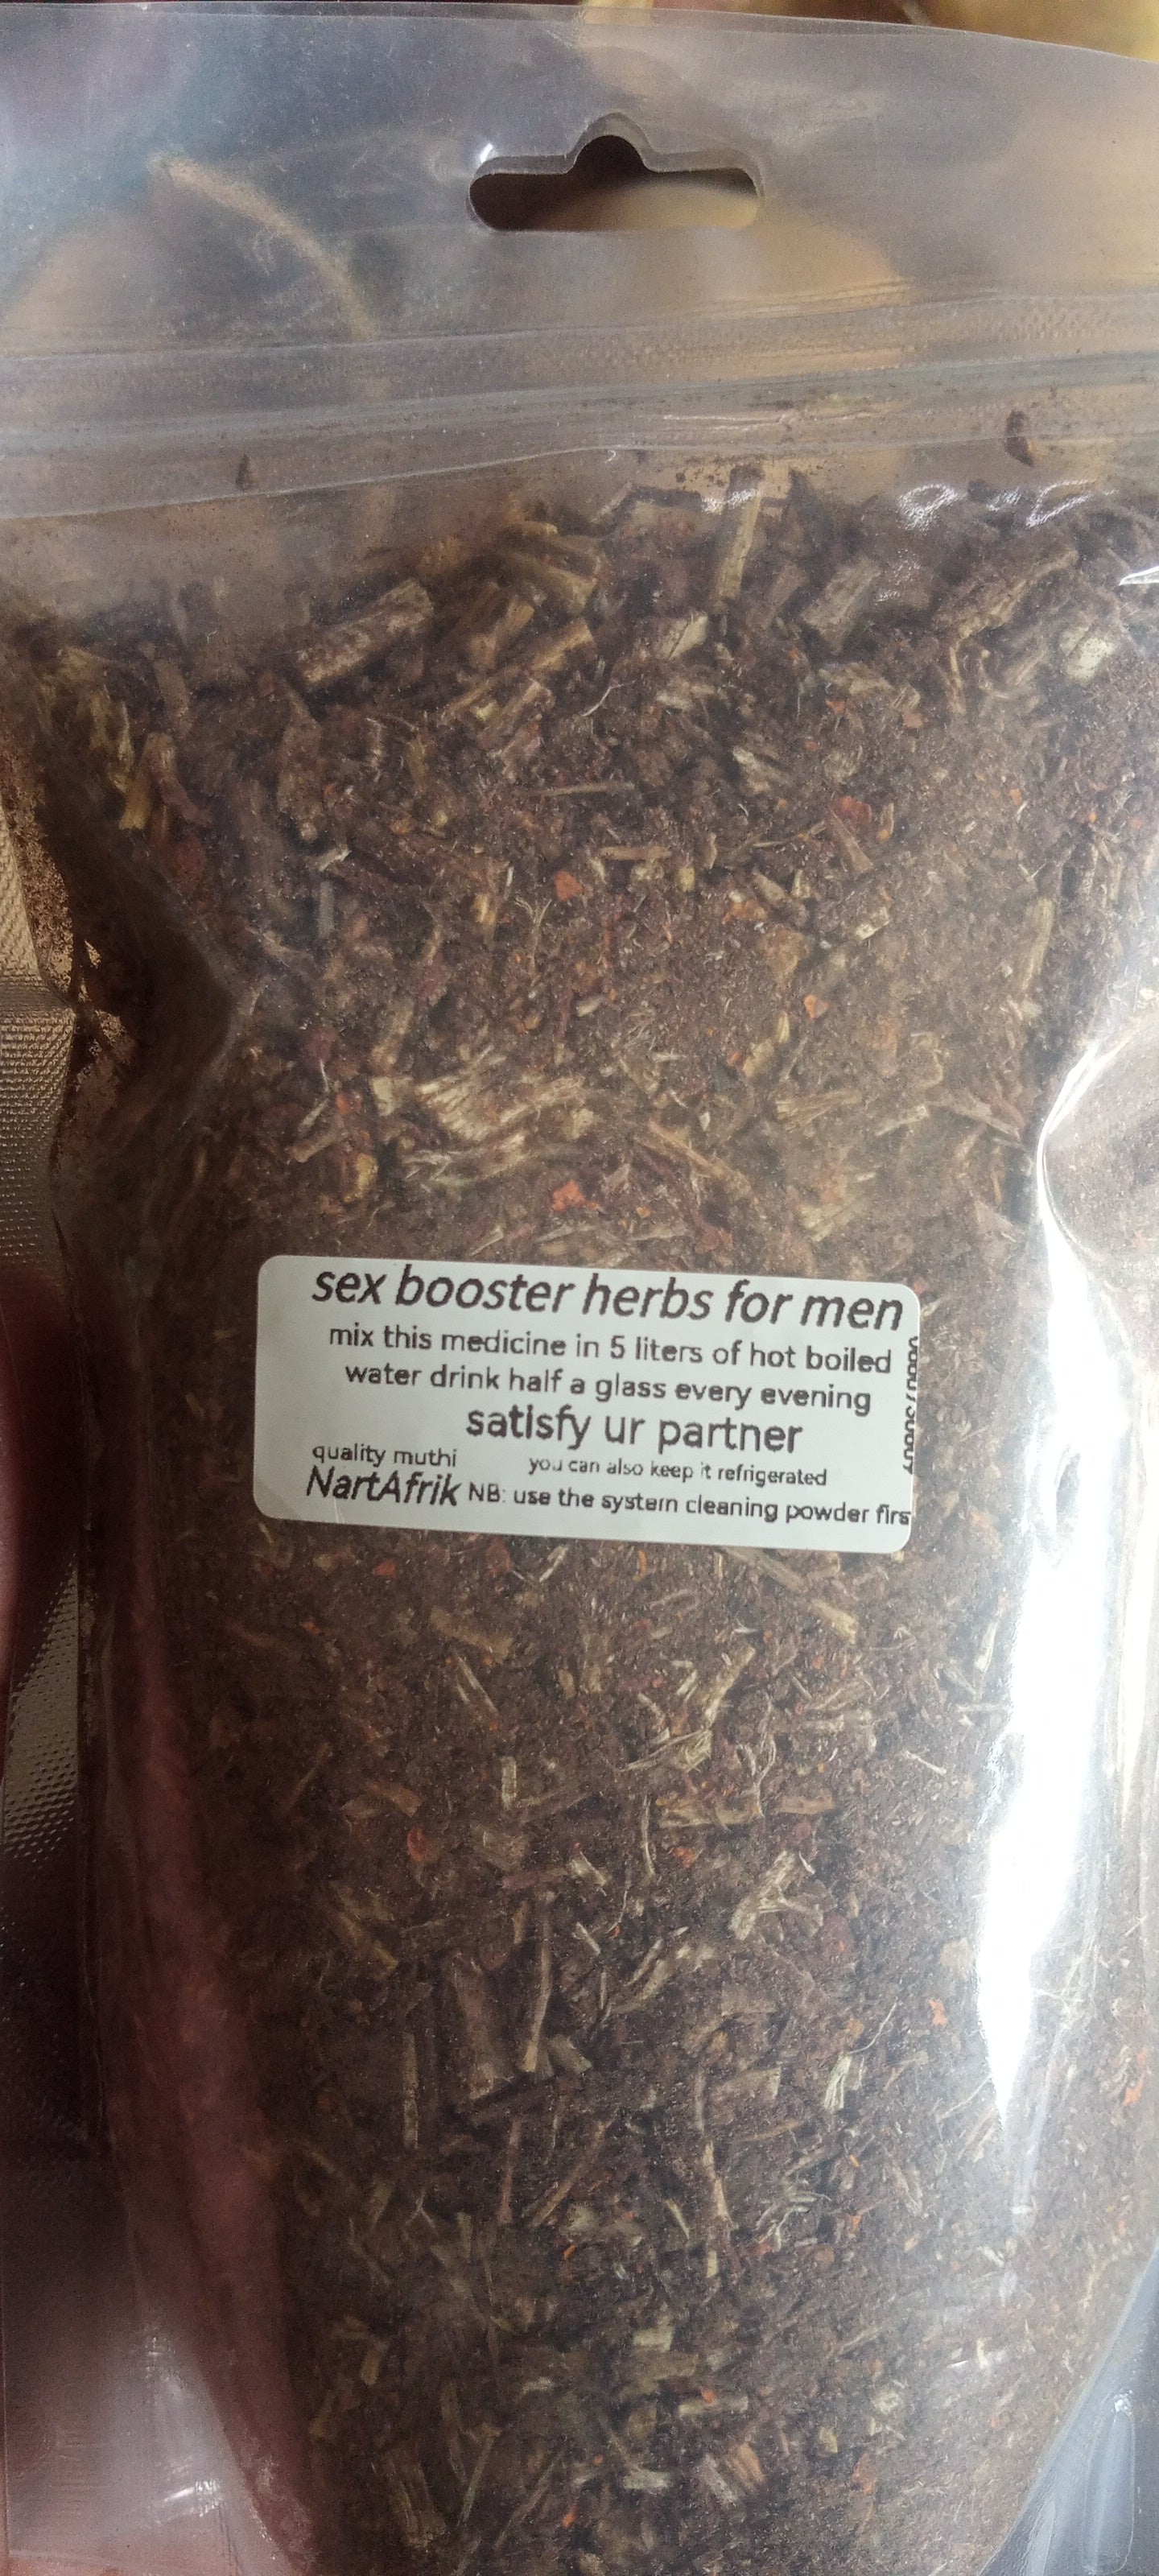 sex booster herbs for men
mix this medicine in 5 liters of hot boiled
water drink half a glass every evening
satisfy ur partner
quality muthi
you can also keep it refrigerated
NartAfrik NB: use the system cleaning powder firs